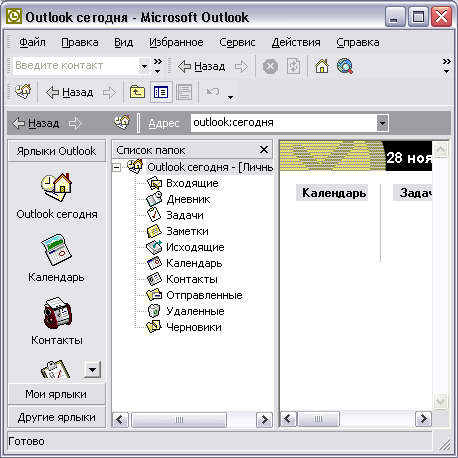 Outlook сегодня - Microsoft Outlook
Файл Правка Вид Избранное Сервис Действия Справка
Введите контакт Назад
Назад
Назад Адрес outlook:сегодня
Ярлыки Outlook
Outlook сегодня
Календарь
Контакты
Мои ярлыки
Другие ярлыки
Список папок
Outlook сегодня - [Личны
Входящие
Дневник
Задачи
Заметки
Исходящие
Календарь
Контакты
Отправленные
Удаленные
Черновики
28 ноя
Календарь Задач
Готово